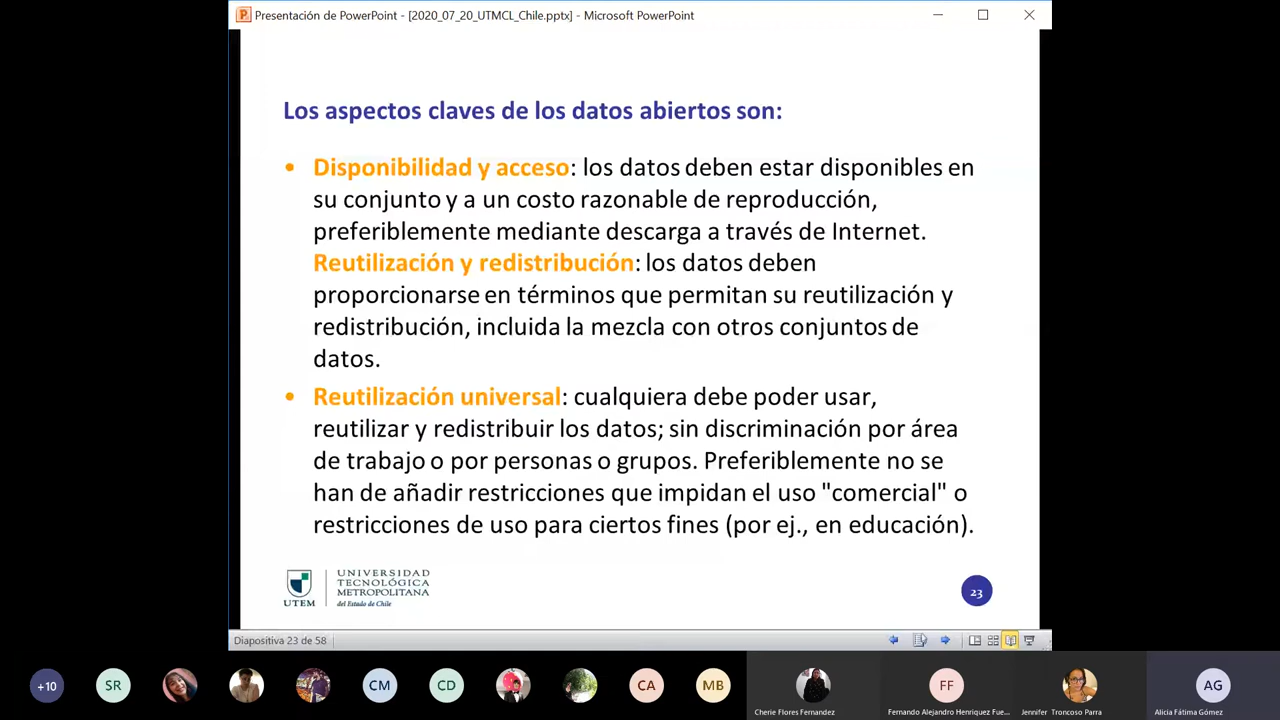 Presentación de PowerPoint - [2020_07_20_UTMCL_Chile.pptx] - Microsoft PowerPoint
Los aspectos claves de los datos abiertos son:
• Disponibilidad y acceso: los datos deben estar disponibles en
su conjunto y a un costo razonable de reproducción,
preferiblemente mediante descarga a través de Internet.
Reutilización y redistribución: los datos deben
proporcionarse en términos que permitan su reutilización y
redistribución, incluida la mezcla con otros conjuntos de
datos.
• Reutilización universal: cualquiera debe poder usar,
reutilizar y redistribuir los datos; sin discriminación por área
de trabajo o por personas o grupos. Preferiblemente no se
han de añadir restricciones que impidan el uso "comercial" o
restricciones de uso para ciertos fines (por ej., en educación).
UTEM
UNIVERSIDAD
TECNOLÓGICA
METROPOLITANA
del Estado de Chile
23
Diapositiva 23 de 58
+10 SR CM CD CA MB FF AG
Cherie Flores Fernandez Fernando Alejandro Henriquez Fue... Jennifer Troncoso Parra Alicia Fátima Gómez